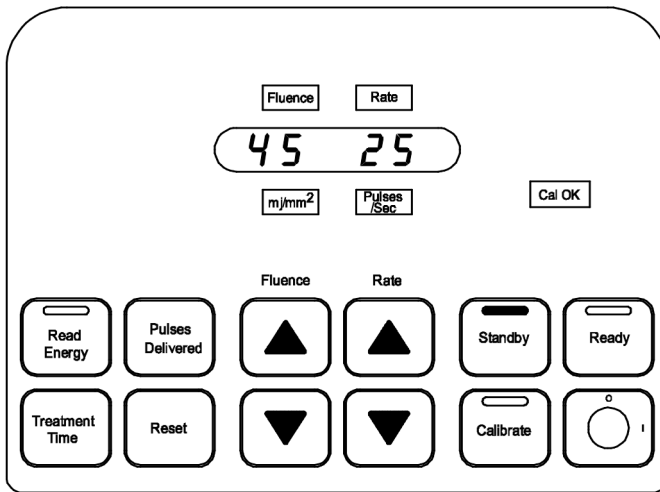 Fluence Rate
45 25
mj/mm²
Pulses
/Sec
Cal OK
Fluence Rate
Read
Energy
Pulses
Delivered
Standby
Ready
Treatment
Time
Reset
Calibrate
O
I